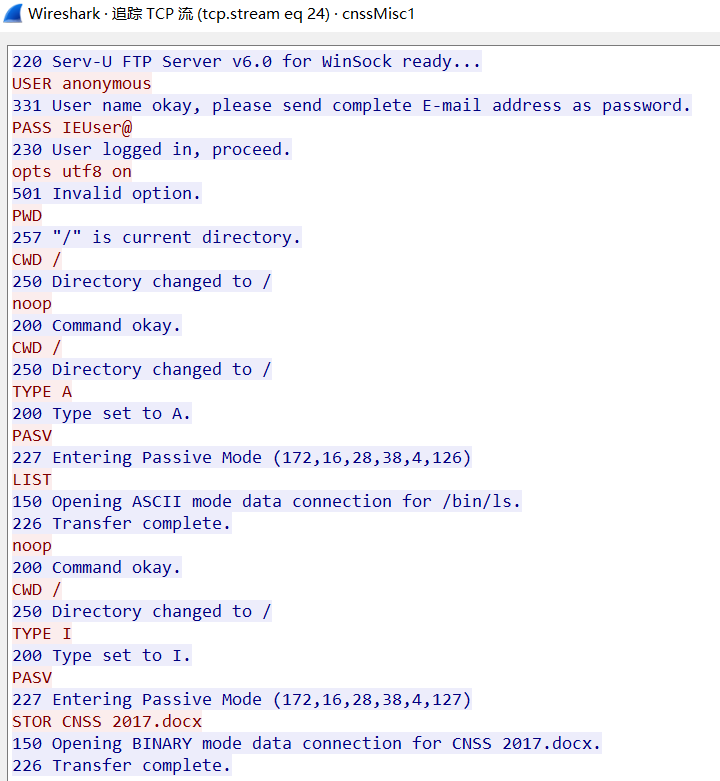 Wireshark · 追踪 TCP 流 (tcp.stream eq 24) · cnssMisc1
220 Serv-U FTP Server v6.0 for WinSock ready...
USER anonymous
331 User name okay, please send complete E-mail address as password.
PASS IEUser@
230 User logged in, proceed.
opts utf8 on
501 Invalid option.
PWD
257 "/" is current directory.
CWD /
250 Directory changed to /
noop
200 Command okay.
CWD /
250 Directory changed to /
TYPE A
200 Type set to A.
PASV
227 Entering Passive Mode (172,16,28,38,4,126)
LIST
150 Opening ASCII mode data connection for /bin/ls.
226 Transfer complete.
noop
200 Command okay.
CWD /
250 Directory changed to /
TYPE I
200 Type set to I.
PASV
227 Entering Passive Mode (172,16,28,38,4,127)
STOR CNSS 2017.docx
150 Opening BINARY mode data connection for CNSS 2017.docx.
226 Transfer complete.